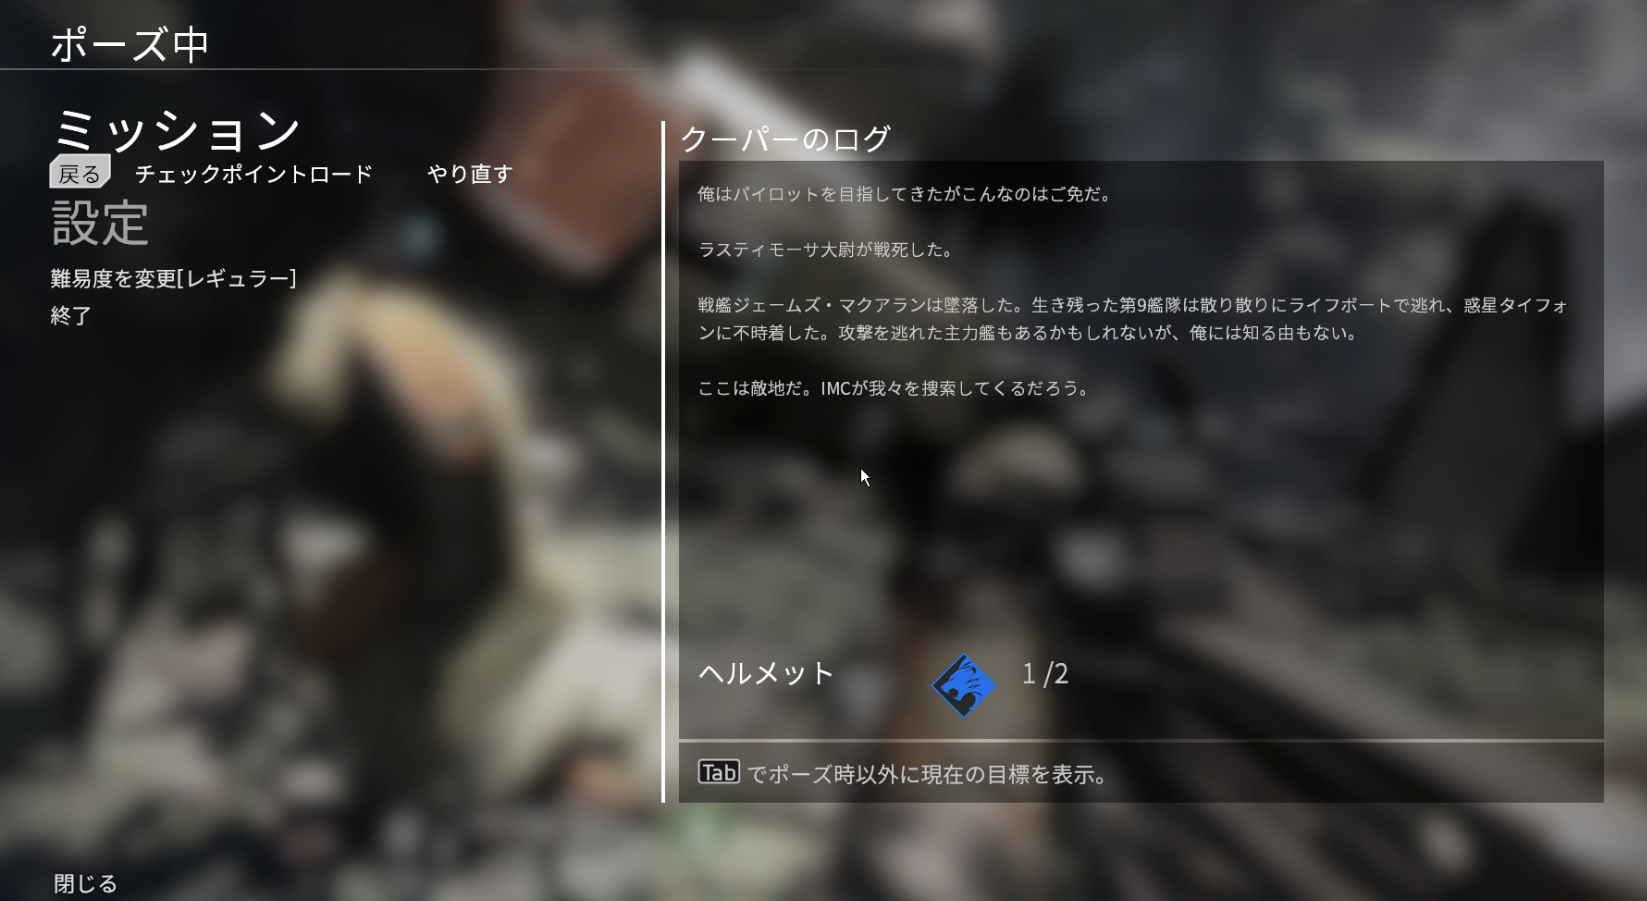 ポーズ中
ミッション
戻る チェックポイントロード やり直す
設定
難易度を変更[レギュラー]
終了
クーパーのログ
俺はパイロットを目指してきたがこんなのはご免だ。
ラスティモーサ大尉が戦死した。
戦艦ジェームズ・マクアランは墜落した。生き残った第9艦隊は散り散りにライフボートで逃れ、惑星タイフォ
ンに不時着した。攻撃を逃れた主力艦もあるかもしれないが、俺には知る由もない。
ここは敵地だ。IMCが我々を捜索してくるだろう。
ヘルメット 1 /2
Tab でポーズ時以外に現在の目標を表示。
閉じる